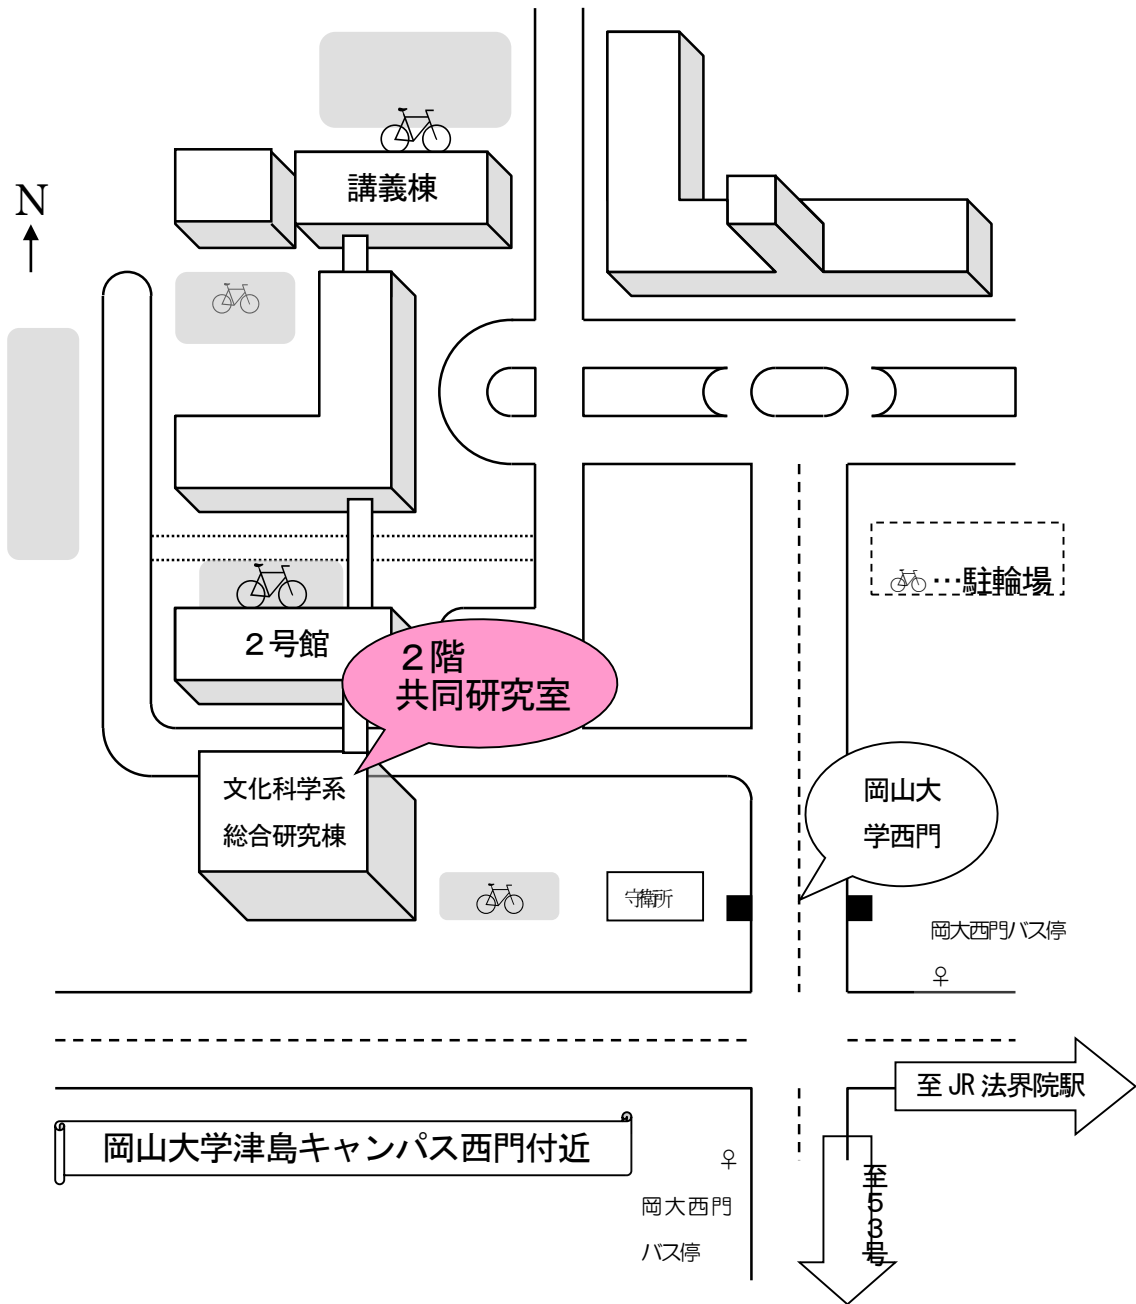 講義棟
N
…駐輪場
２号館
２階
共同研究室
文化科学系
総合研究棟
岡山大
学西門
守衛所
岡大西門バス停
至 JR 法界院駅
岡山大学津島キャンパス西門付近
至５３号
岡大西門
バス停